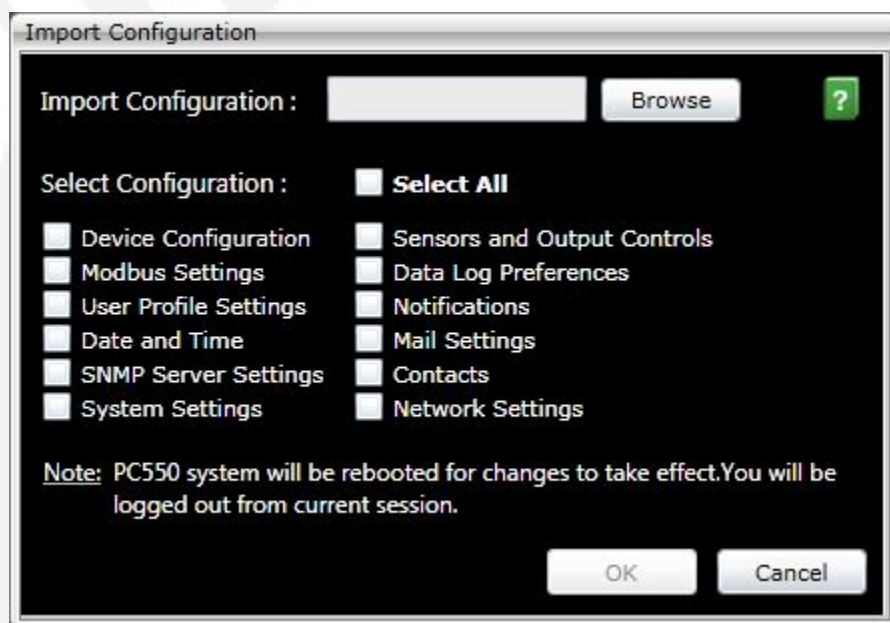 Import Configuration
Import Configuration :
Browse
?
Select Configuration :
Select All
Device Configuration
Sensors and Output Controls
Modbus Settings
Data Log Preferences
User Profile Settings
Notifications
Date and Time
Mail Settings
SNMP Server Settings
Contacts
System Settings
Network Settings
Note: PC550 system will be rebooted for changes to take effect.You will be
logged out from current session.
OK
Cancel